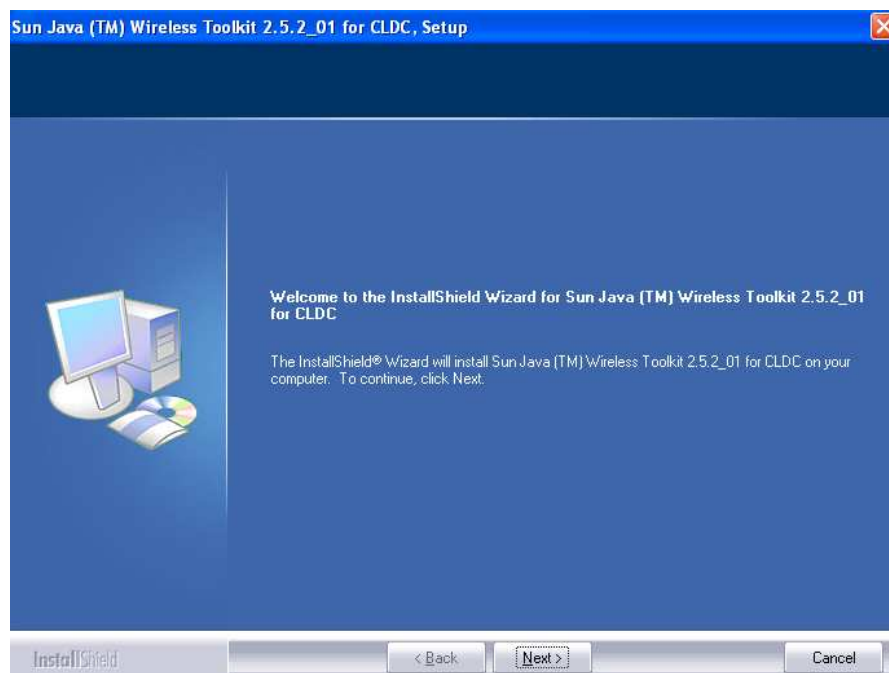 Sun Java (TM) Wireless Toolkit 2.5.2_01 for CLDC, Setup
Welcome to the InstallShield Wizard for Sun Java (TM) Wireless Toolkit 2.5.2_01
for CLDC
The InstallShield® Wizard will install Sun Java (TM) Wireless Toolkit 2.5.2_01 for CLDC on your
computer. To continue, click Next.
InstallShield
< Back
Next >
Cancel